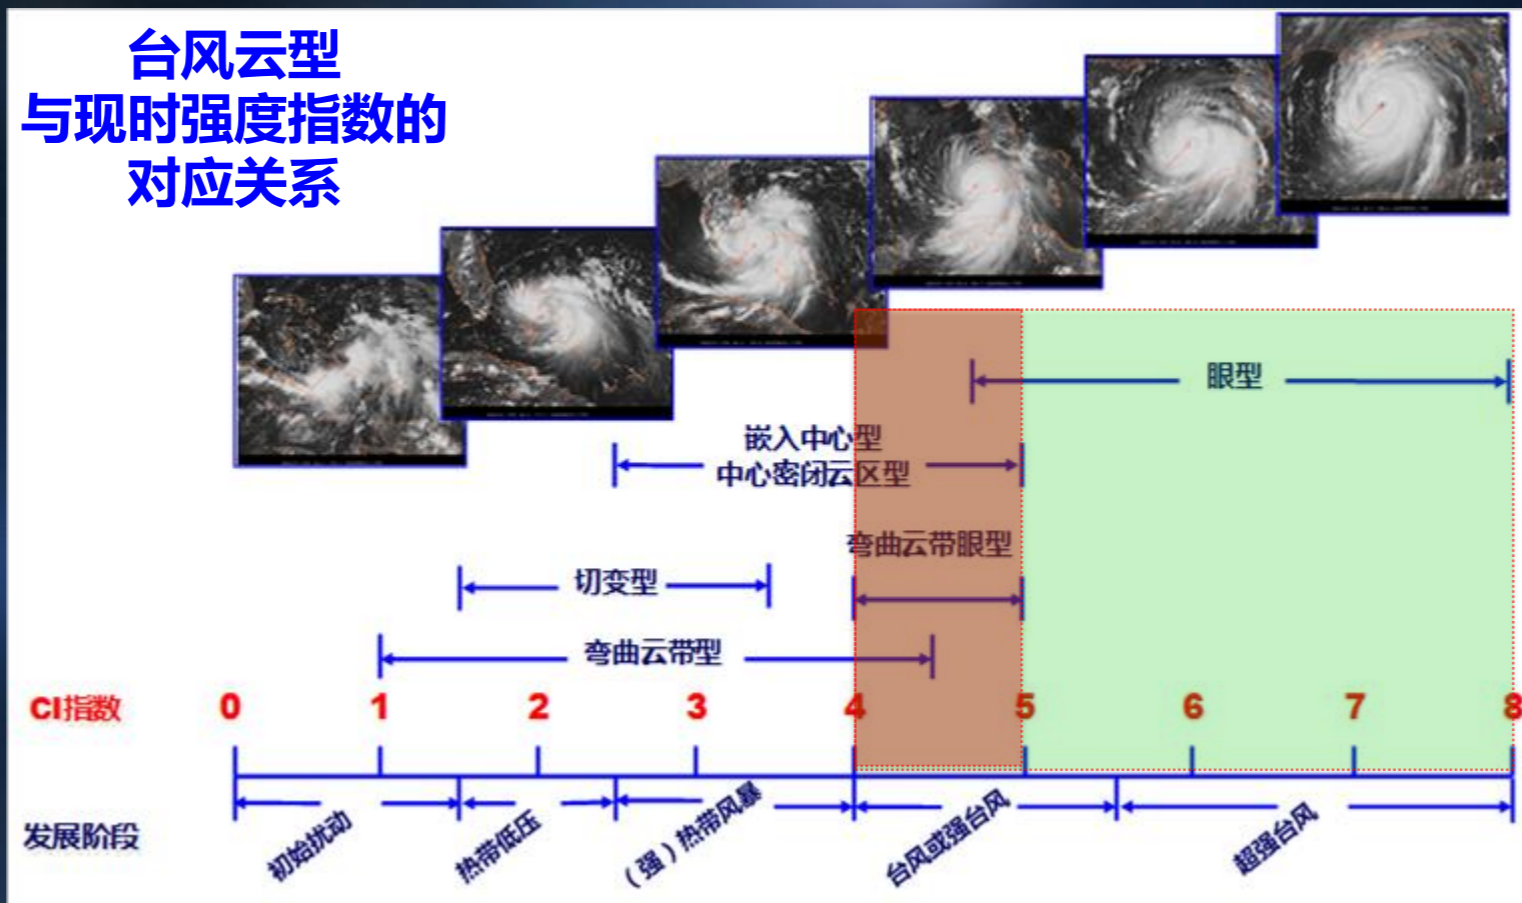 台风云型
与现时强度指数的
对应关系
眼型
嵌入中心型
中心密闭云区型
弯曲云带眼型
切变型
弯曲云带型
CI指数 0 1 2 3 4 5 6 7 8
发展阶段
初始扰动
热带低压
（强）热带风暴
台风或强台风
超强台风